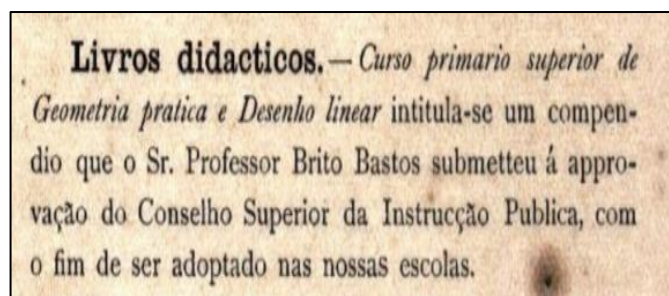 Livros didacticos.—Curso primario superior de
Geometria pratica e Desenho linear intitula-se um compen-
dio que o Sr. Professor Brito Bastos submetteu á appro-
vação do Conselho Superior da Instrucção Publica, com
o fim de ser adoptado nas nossas escolas.